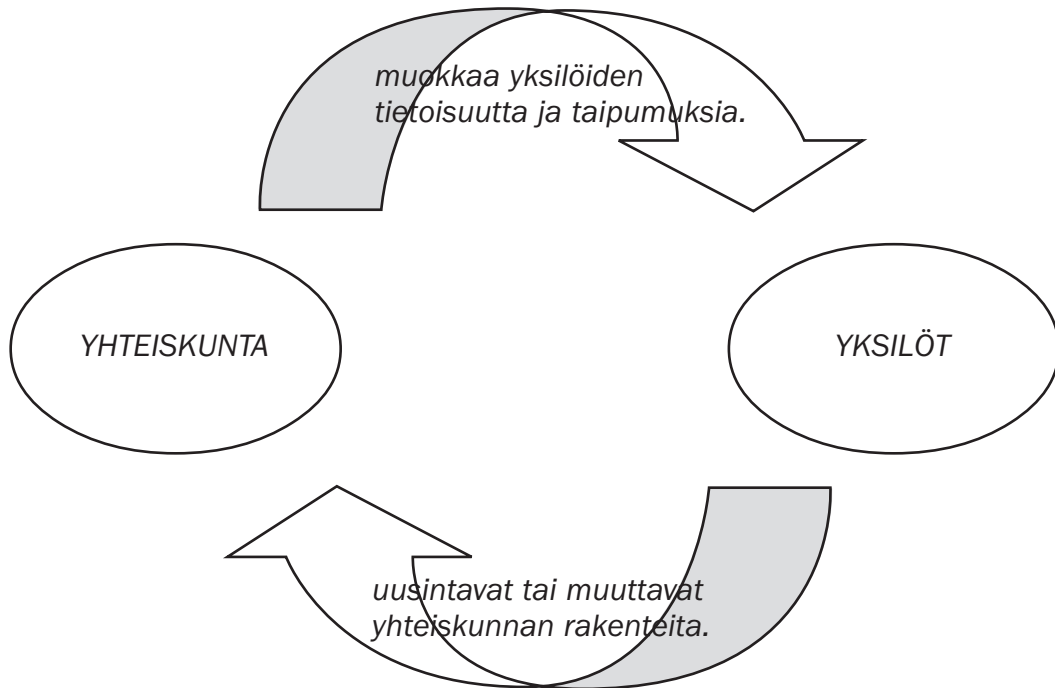 muokkaa yksilöiden
tietoisuutta ja taipumuksia.
YHTEISKUNTA
YKSILÖT
uusintavat tai muuttavat
yhteiskunnan rakenteita.